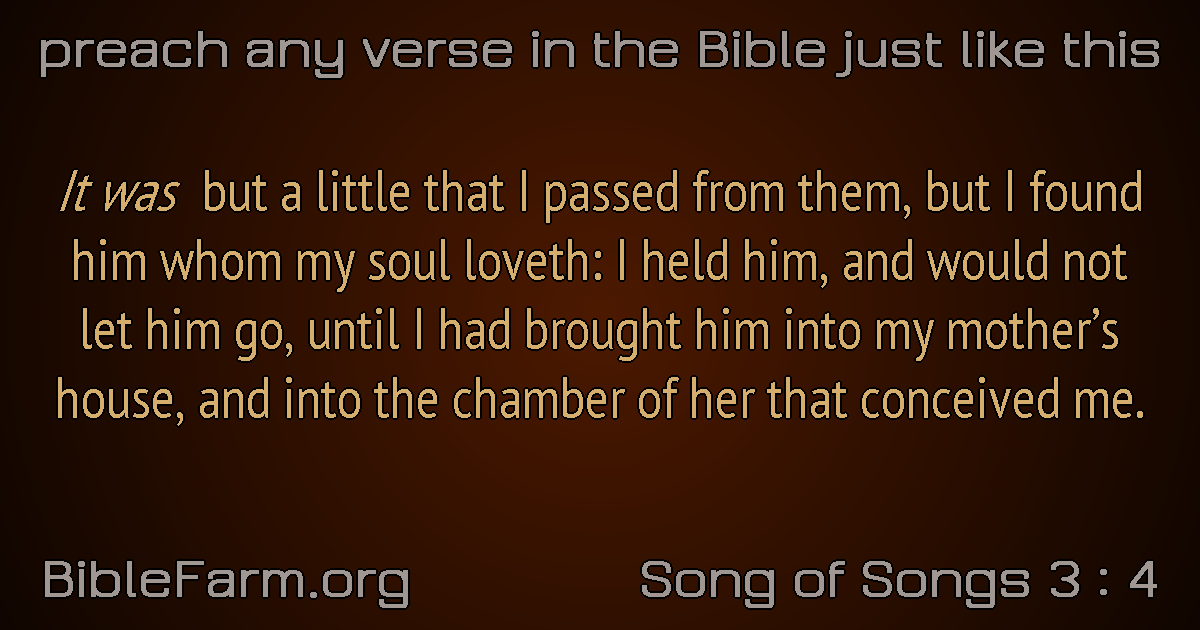 preach any verse in the Bible just like this
It was but a little that I passed from them, but I found
him whom my soul loveth: I held him, and would not
let him go, until I had brought him into my mother’s
house, and into the chamber of her that conceived me.
BibleFarm.org
Song of Songs 3 : 4